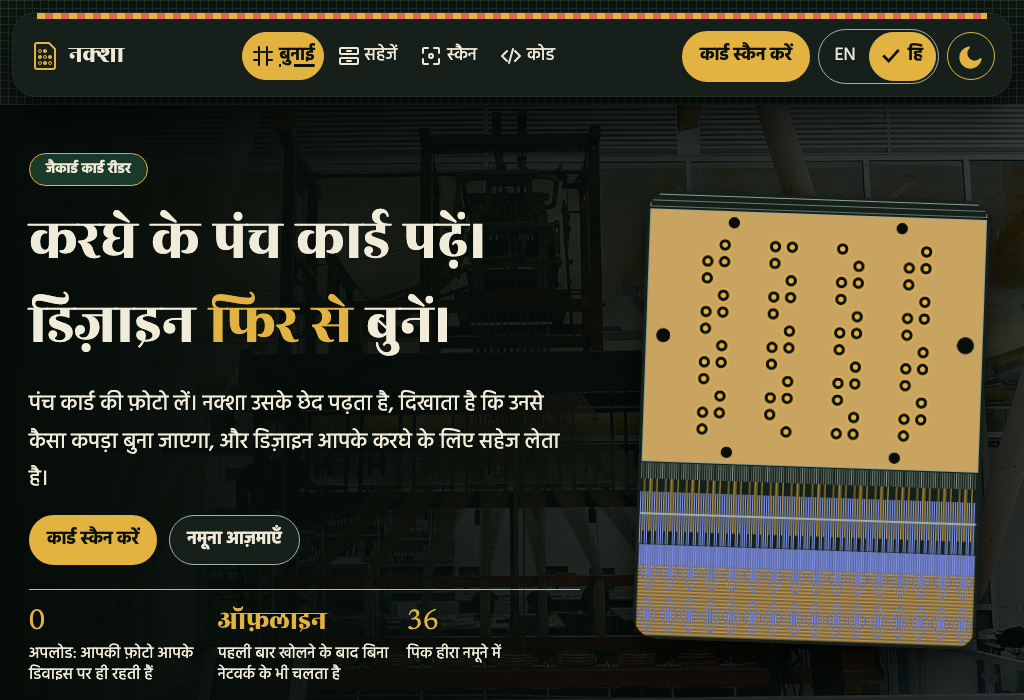 नक्शा
बुनाई
सहेजें
स्कैन
कोड
कार्ड स्कैन करें
EN
हि
जैकार्ड कार्ड रीडर
करघे के पंच कार्ड पढ़ें।
डिज़ाइन फिर से बुनें।
पंच कार्ड की फ़ोटो लें। नक्शा उसके छेद पढ़ता है, दिखाता है कि उनसे
कैसा कपड़ा बुना जाएगा, और डिज़ाइन आपके करघे के लिए सहेज लेता
है।
कार्ड स्कैन करें
नमूना आज़माएँ
0
अपलोड: आपकी फ़ोटो आपके
डिवाइस पर ही रहती हैं
ऑफ़लाइन
पहली बार खोलने के बाद बिना
नेटवर्क के भी चलता है
36
पिक हीरा नमूने में